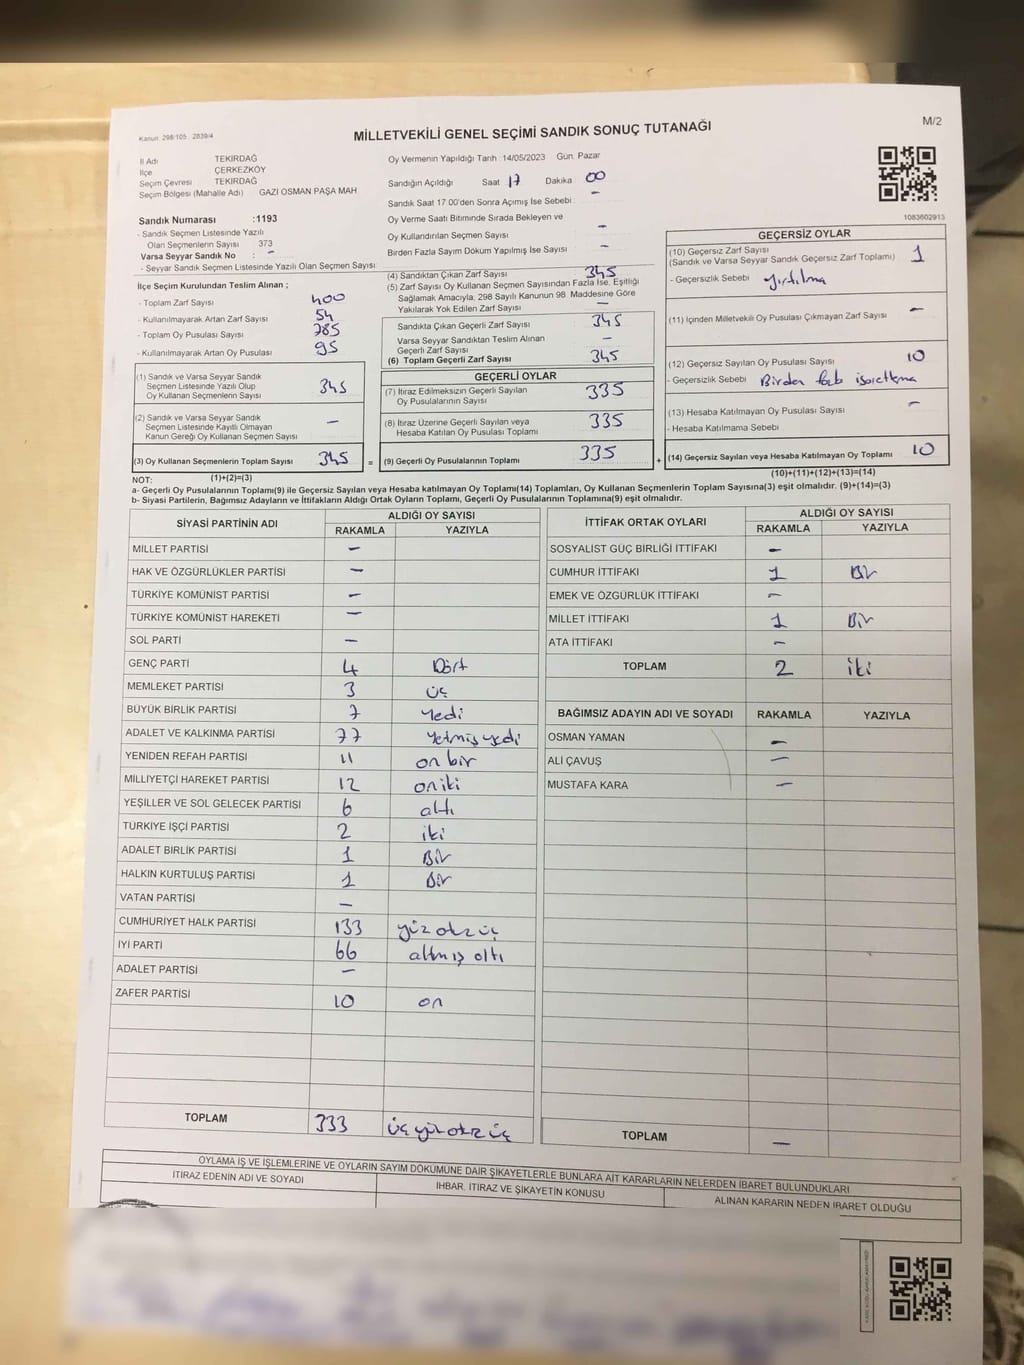 Kanun: 298/105 , 2839/4
MİLLETVEKİLİ GENEL SEÇİMİ SANDIK SONUÇ TUTANAĞI
M/2
İl Adı TEKİRDAĞ
İlçe ÇERKEZKÖY
Seçim Çevresi TEKİRDAĞ
Seçim Bölgesi (Mahalle Adı) GAZİ OSMAN PAŞA MAH
Sandık Numarası :1193
- Sandık Seçmen Listesinde Yazılı
Olan Seçmenlerin Sayısı 373
Varsa Seyyar Sandık No : -
- Seyyar Sandık Seçmen Listesinde Yazılı Olan Seçmen Sayısı:
Oy Vermenin Yapıldığı Tarih :14/05/2023 Gün: Pazar
Sandığın Açıldığı Saat 17 Dakika 00
Sandık Saat 17:00'den Sonra Açımış İse Sebebi : -
Oy Verme Saati Bitiminde Sırada Bekleyen ve
Oy Kullandırılan Seçmen Sayısı -
Birden Fazla Sayım Döküm Yapılmış İse Sayısı -
1083602913
İlçe Seçim Kurulundan Teslim Alınan ;
- Toplam Zarf Sayısı 400
- Kullanılmayarak Artan Zarf Sayısı 54
- Toplam Oy Pusulası Sayısı 385
- Kullanılmayarak Artan Oy Pusulası 95
(4) Sandıktan Çıkan Zarf Sayısı 345
(5) Zarf Sayısı Oy Kullanan Seçmen Sayısından Fazla İse, Eşitliği
Sağlamak Amacıyla, 298 Sayılı Kanunun 98. Maddesine Göre
Yakılarak Yok Edilen Zarf Sayısı -
Sandıkta Çıkan Geçerli Zarf Sayısı 345
Varsa Seyyar Sandıktan Teslim Alınan
Geçerli Zarf Sayısı -
(6) Toplam Geçerli Zarf Sayısı 345
GEÇERSİZ OYLAR
(10) Geçersiz Zarf Sayısı
(Sandık ve Varsa Seyyar Sandık Geçersiz Zarf Toplamı) 1
- Geçersizlik Sebebi yırtılma
(11) İçinden Milletvekili Oy Pusulası Çıkmayan Zarf Sayısı -
(12) Geçersiz Sayılan Oy Pusulası Sayısı 10
- Geçersizlik Sebebi Birden fazla işaretleme
(13) Hesaba Katılmayan Oy Pusulası Sayısı -
- Hesaba Katılmama Sebebi
(14) Geçersiz Sayılan veya Hesaba Katılmayan Oy Toplamı 10
(10)+(11)+(12)+(13)=(14)
(1) Sandık ve Varsa Seyyar Sandık
Seçmen Listesinde Yazılı Olup
Oy Kullanan Seçmenlerin Sayısı 345
(2) Sandık ve Varsa Seyyar Sandık
Seçmen Listesinde Kayıtlı Olmayan
Kanun Gereği Oy Kullanan Seçmen Sayısı -
(3) Oy Kullanan Seçmenlerin Toplam Sayısı 345 =
(1)+(2)=(3)
GEÇERLİ OYLAR
(7) İtiraz Edilmeksizin Geçerli Sayılan
Oy Pusulalarının Sayısı 335
(8) İtiraz Üzerine Geçerli Sayılan veya
Hesaba Katılan Oy Pusulası Toplamı 335
(9) Geçerli Oy Pusulalarının Toplamı 335 +
NOT:
a- Geçerli Oy Pusulaları Toplamı(9) ile Geçersiz Sayılan veya Hesaba katılmayan Oy Toplamı(14) Toplamları, Oy Kullanan Seçmenlerin Toplam Sayısına(3) eşit olmalıdır. (9)+(14)=(3)
b- Siyasi Partilerin, Bağımsız Adayların ve İttifakların Aldığı Ortak Oyların Toplamı, Geçerli Oy Pusulalarının Toplamına(9) eşit olmalıdır.
SİYASİ PARTİNİN ADI ALDIĞI OY SAYISI
RAKAMLA YAZIYLA
MİLLET PARTİSİ -
HAK VE ÖZGÜRLÜKLER PARTİSİ -
TÜRKİYE KOMÜNİST PARTİSİ -
TÜRKİYE KOMÜNİST HAREKETİ -
SOL PARTİ -
GENÇ PARTİ 4 Dört
MEMLEKET PARTİSİ 3 üç
BÜYÜK BİRLİK PARTİSİ 7 yedi
ADALET VE KALKINMA PARTİSİ 77 yetmiş yedi
YENİDEN REFAH PARTİSİ 11 on bir
MİLLİYETÇİ HAREKET PARTİSİ 12 on iki
YEŞİLLER VE SOL GELECEK PARTİSİ 6 altı
TÜRKİYE İŞÇİ PARTİSİ 2 iki
ADALET BİRLİK PARTİSİ 1 Bir
HALKIN KURTULUŞ PARTİSİ 1 Bir
VATAN PARTİSİ -
CUMHURİYET HALK PARTİSİ 133 yüz otuz üç
İYİ PARTİ 66 altmış altı
ADALET PARTİSİ -
ZAFER PARTİSİ 10 on
TOPLAM 333 üç yüz otuz üç
İTTİFAK ORTAK OYLARI ALDIĞI OY SAYISI
RAKAMLA YAZIYLA
SOSYALİST GÜÇ BİRLİĞİ İTTİFAKI -
CUMHUR İTTİFAKI 1 Bir
EMEK VE ÖZGÜRLÜK İTTİFAKI -
MİLLET İTTİFAKI 1 Bir
ATA İTTİFAKI -
TOPLAM 2 iki
BAĞIMSIZ ADAYIN ADI VE SOYADI RAKAMLA YAZIYLA
OSMAN YAMAN -
ALİ ÇAVUŞ -
MUSTAFA KARA -
TOPLAM -
OYLAMA İŞ VE İŞLEMLERİNE VE OYLARIN SAYIM DÖKÜMÜNE DAİR ŞİKAYETLERLE BUNLARA AİT KARARLARIN NELERDEN İBARET BULUNDUKLARI
İTİRAZ EDENİN ADI VE SOYADI İHBAR, İTİRAZ VE ŞİKAYETİN KONUSU ALINAN KARARIN NEDEN İBARET OLDUĞU